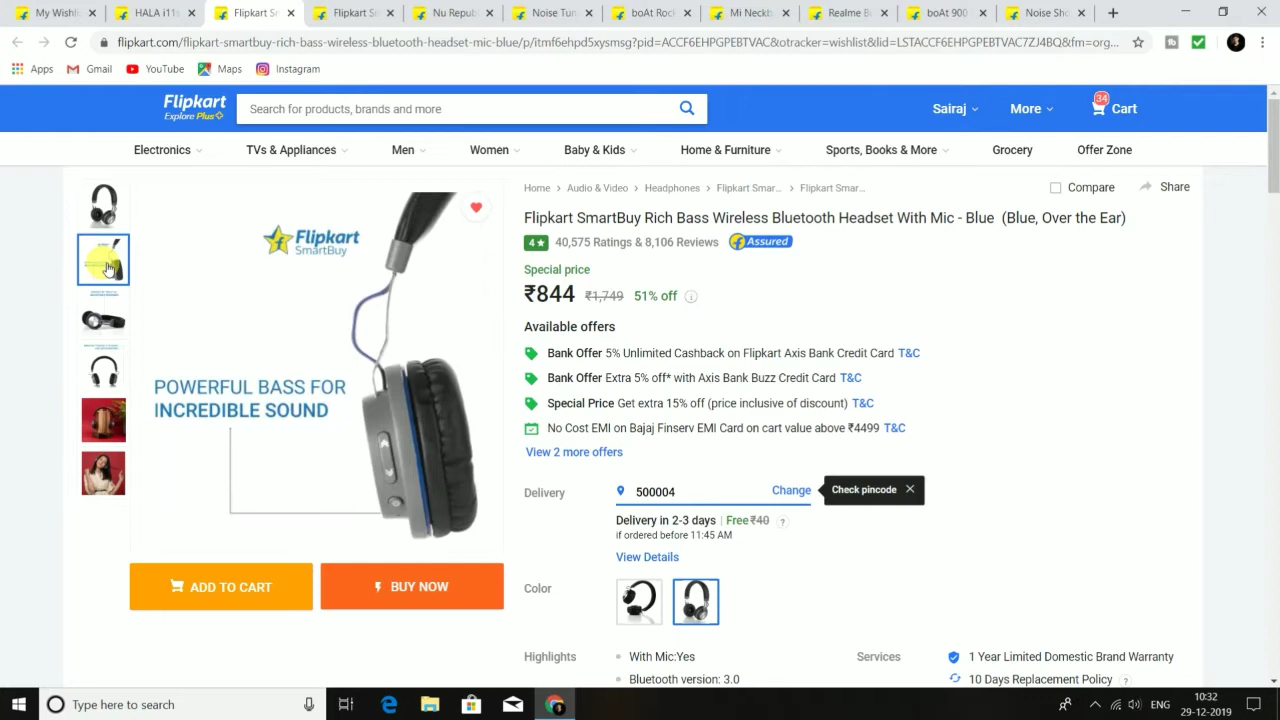 My Wishli
HALA i11s
Flipkart Sm
Flipkart Sm
Nu Republ
Noise Tun
boAt Rock
Mi Neckb
Realme Bu
boAt 900
Noise Sho
flipkart.com/flipkart-smartbuy-rich-bass-wireless-bluetooth-headset-mic-blue/p/itmf6ehpd5xysmsg?pid=ACCF6EHPGPEBTVAC&otracker=wishlist&lid=LSTACCF6EHPGPEBTVAC7ZJ4BQ&fm=org...
Apps Gmail YouTube Maps Instagram
Flipkart
Explore Plus
Search for products, brands and more
Sairaj More 34 Cart
Electronics TVs & Appliances Men Women Baby & Kids Home & Furniture Sports, Books & More Grocery Offer Zone
Home > Audio & Video > Headphones > Flipkart Smar... > Flipkart Smar...
Compare Share
Flipkart SmartBuy Rich Bass Wireless Bluetooth Headset With Mic - Blue (Blue, Over the Ear)
4★ 40,575 Ratings & 8,106 Reviews Assured
Special price
₹844 ₹1,749 51% off
Available offers
Bank Offer 5% Unlimited Cashback on Flipkart Axis Bank Credit Card T&C
Bank Offer Extra 5% off* with Axis Bank Buzz Credit Card T&C
Special Price Get extra 15% off (price inclusive of discount) T&C
No Cost EMI on Bajaj Finserv EMI Card on cart value above ₹4499 T&C
View 2 more offers
Flipkart
SmartBuy
POWERFUL BASS FOR
INCREDIBLE SOUND
ADD TO CART
BUY NOW
Delivery 500004 Change Check pincode
Delivery in 2-3 days | Free ₹40 ?
if ordered before 11:45 AM
View Details
Color
Highlights
With Mic:Yes
Bluetooth version: 3.0
Services
1 Year Limited Domestic Brand Warranty
10 Days Replacement Policy ?
Type here to search
ENG
10:32
29-12-2019